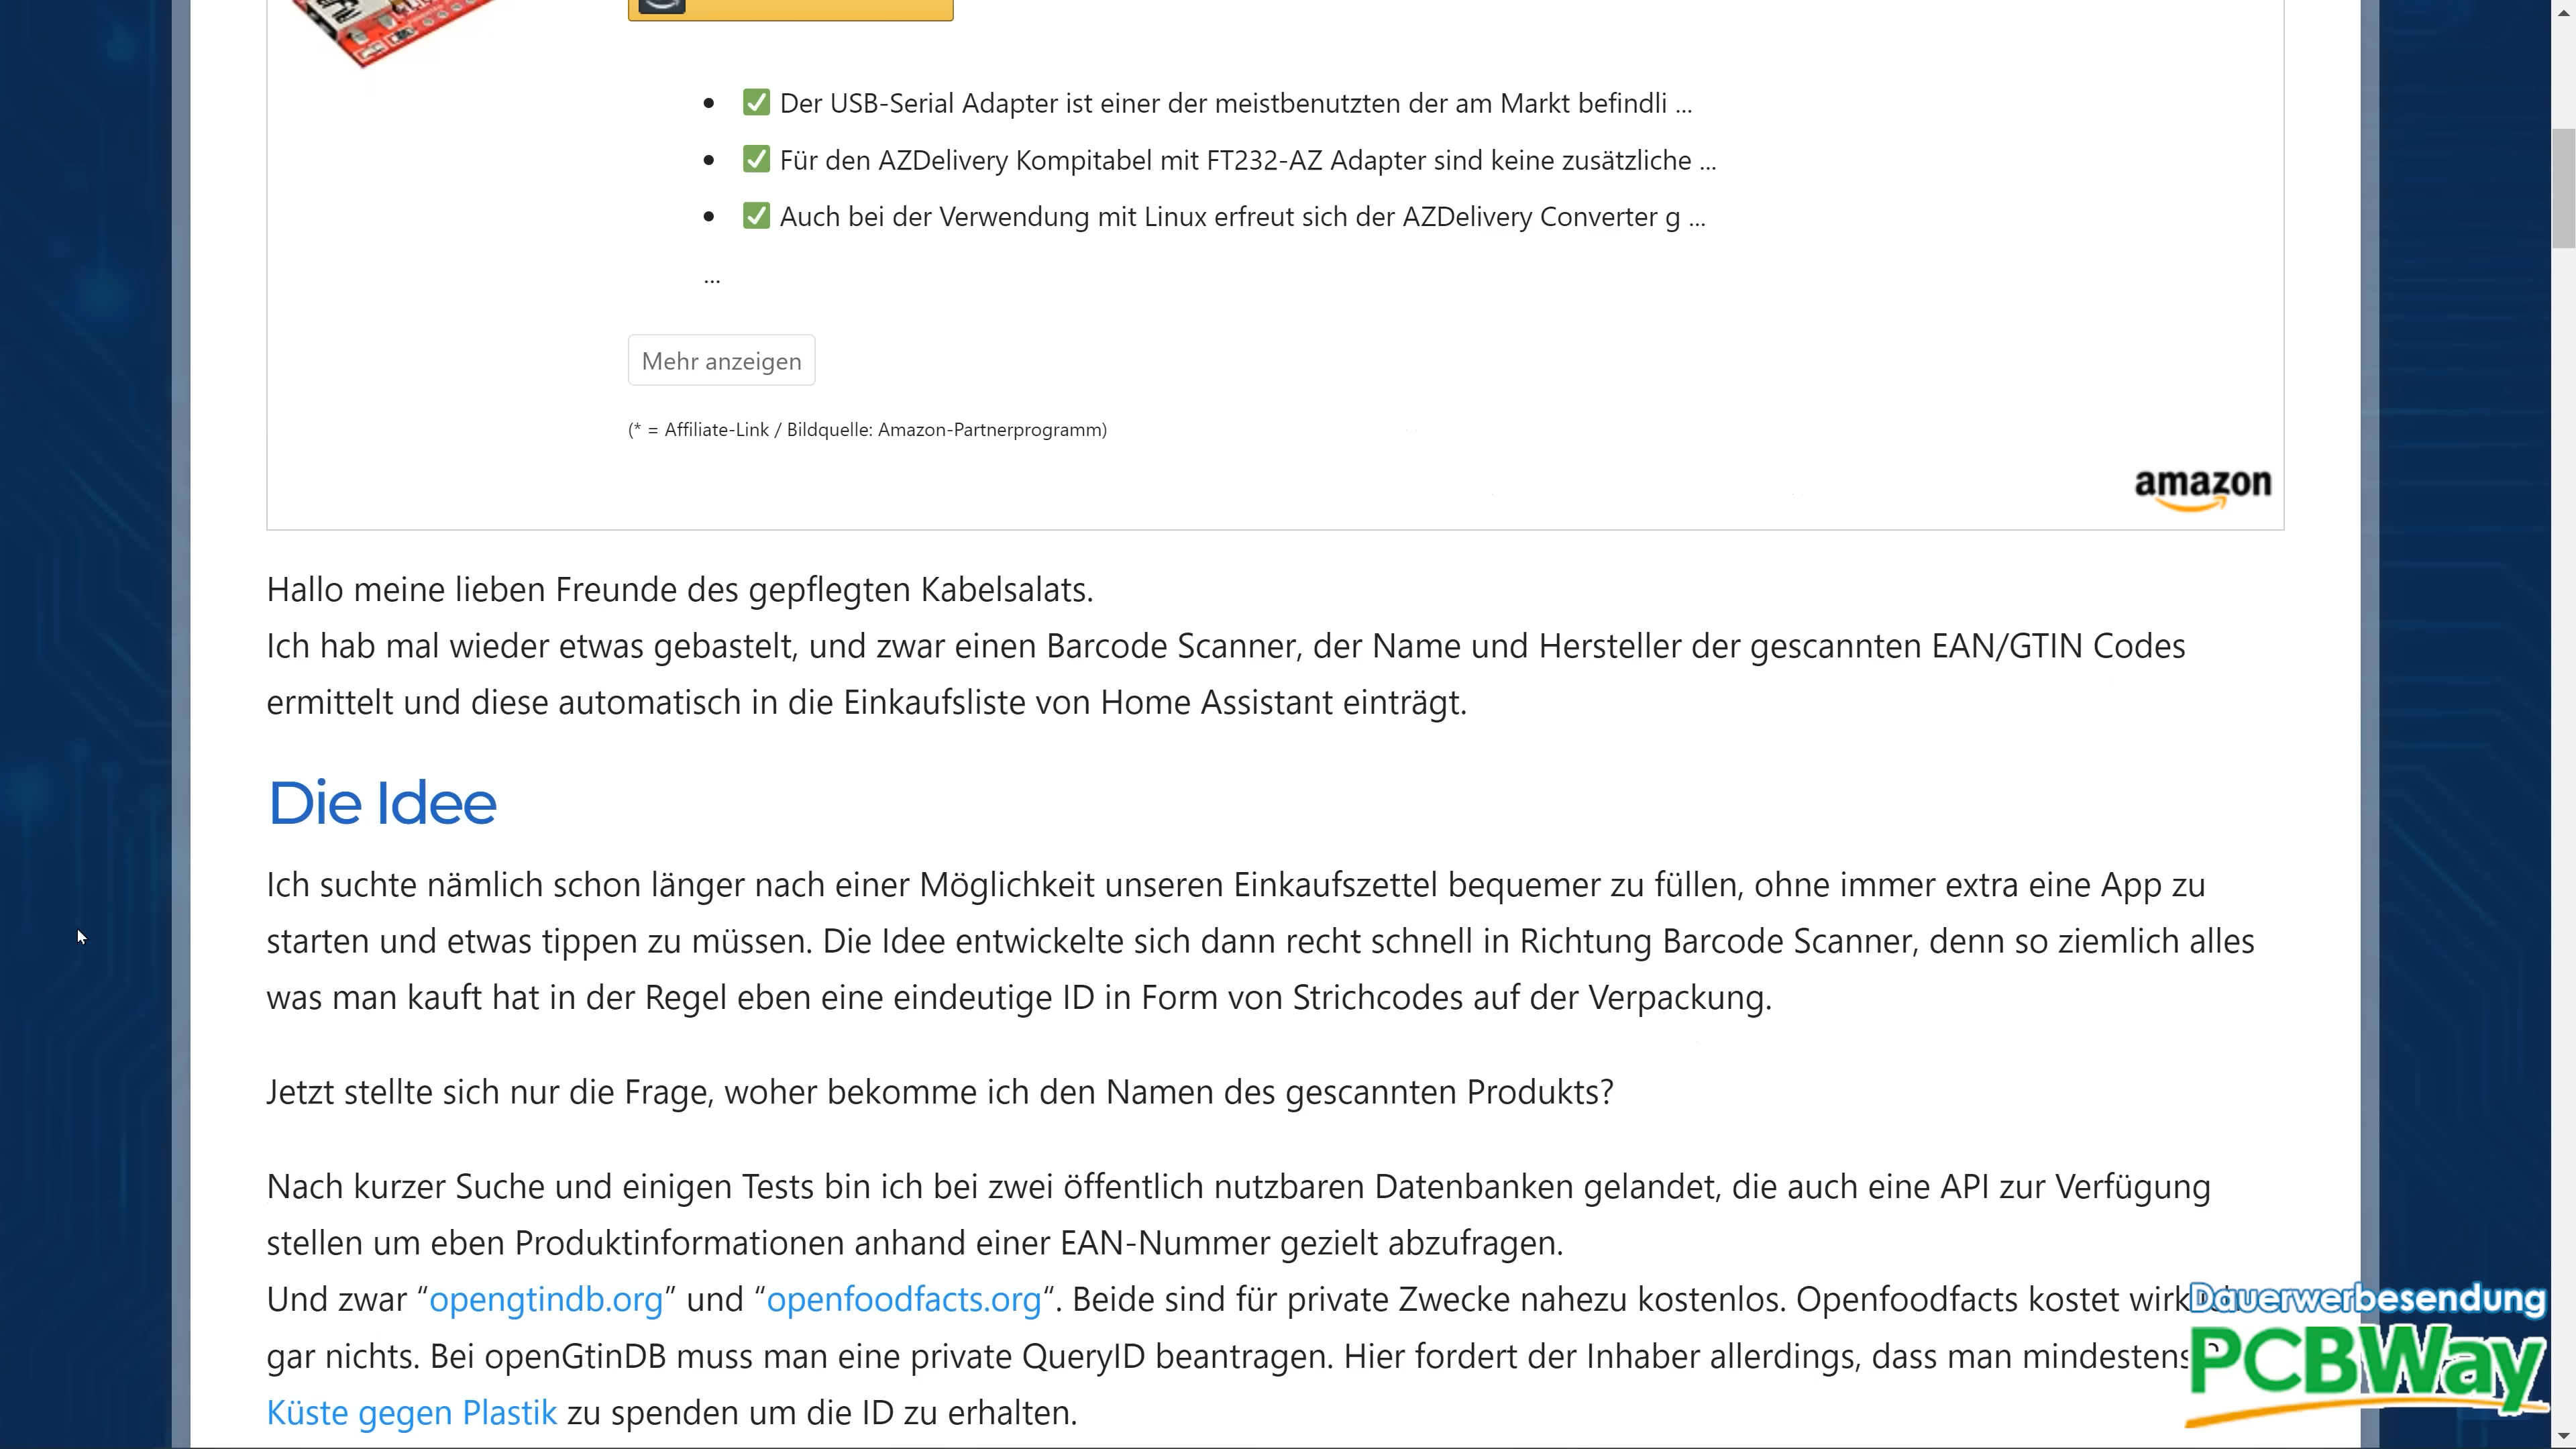 ✅ Der USB-Serial Adapter ist einer der meistbenutzten der am Markt befindli ...
✅ Für den AZDelivery Kompitabel mit FT232-AZ Adapter sind keine zusätzliche ...
✅ Auch bei der Verwendung mit Linux erfreut sich der AZDelivery Converter g ...
...
Mehr anzeigen
(* = Affiliate-Link / Bildquelle: Amazon-Partnerprogramm)
amazon
Hallo meine lieben Freunde des gepflegten Kabelsalats.
Ich hab mal wieder etwas gebastelt, und zwar einen Barcode Scanner, der Name und Hersteller der gescannten EAN/GTIN Codes
ermittelt und diese automatisch in die Einkaufsliste von Home Assistant einträgt.
Die Idee
Ich suchte nämlich schon länger nach einer Möglichkeit unseren Einkaufszettel bequemer zu füllen, ohne immer extra eine App zu
starten und etwas tippen zu müssen. Die Idee entwickelte sich dann recht schnell in Richtung Barcode Scanner, denn so ziemlich alles
was man kauft hat in der Regel eben eine eindeutige ID in Form von Strichcodes auf der Verpackung.
Jetzt stellte sich nur die Frage, woher bekomme ich den Namen des gescannten Produkts?
Nach kurzer Suche und einigen Tests bin ich bei zwei öffentlich nutzbaren Datenbanken gelandet, die auch eine API zur Verfügung
stellen um eben Produktinformationen anhand einer EAN-Nummer gezielt abzufragen.
Und zwar “opengtindb.org” und “openfoodfacts.org“. Beide sind für private Zwecke nahezu kostenlos. Openfoodfacts kostet
gar nichts. Bei openGtinDB muss man eine private QueryID beantragen. Hier fordert der Inhaber allerdings, dass man mindestens
Küste gegen Plastik zu spenden um die ID zu erhalten.
Dauerwerbesendung
PCBWay